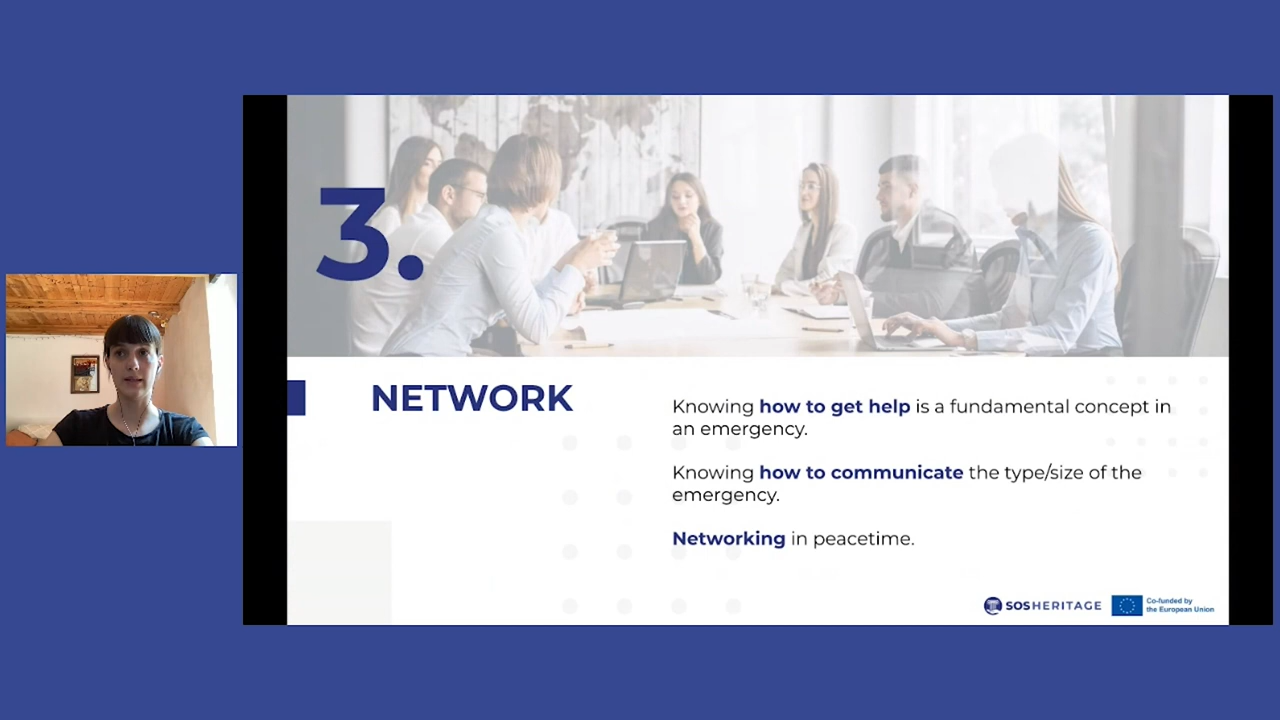 3.
NETWORK
Knowing how to get help is a fundamental concept in
an emergency.
Knowing how to communicate the type/size of the
emergency.
Networking in peacetime.
SOSHERITAGE
Co-funded by
the European Union